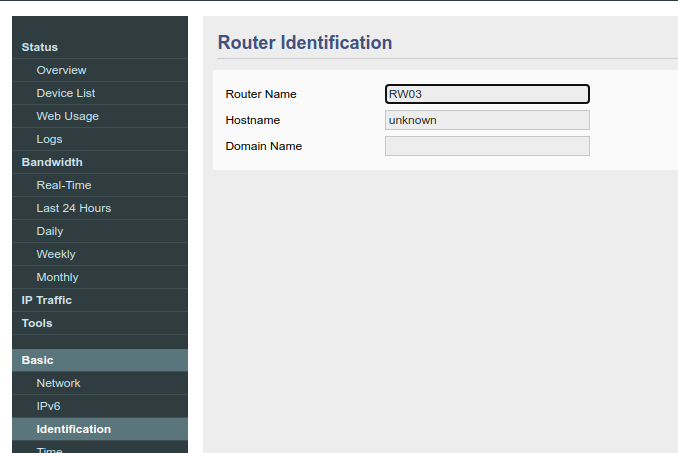 Status
Overview
Device List
Web Usage
Logs
Bandwidth
Real-Time
Last 24 Hours
Daily
Weekly
Monthly
IP Traffic
Tools
Basic
Network
IPv6
Identification
Time
Router Identification
Router Name RW03
Hostname unknown
Domain Name